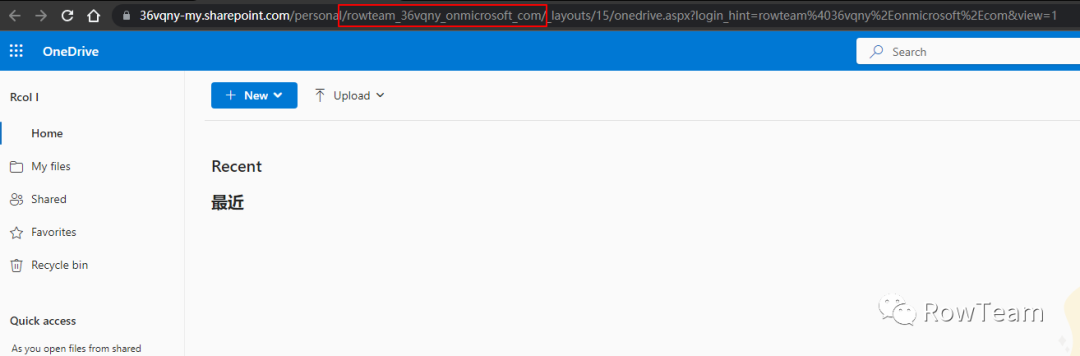 36vqny-my.sharepoint.com/personal/rowteam_36vqny_onmicrosoft_com/_layouts/15/onedrive.aspx?login_hint=rowteam%4036vqny%2Eonmicrosoft%2Ecom&view=1
OneDrive
Search
Rcol I
New
Upload
Home
My files
Shared
Favorites
Recycle bin
Recent
最近
Quick access
As you open files from shared
RowTeam